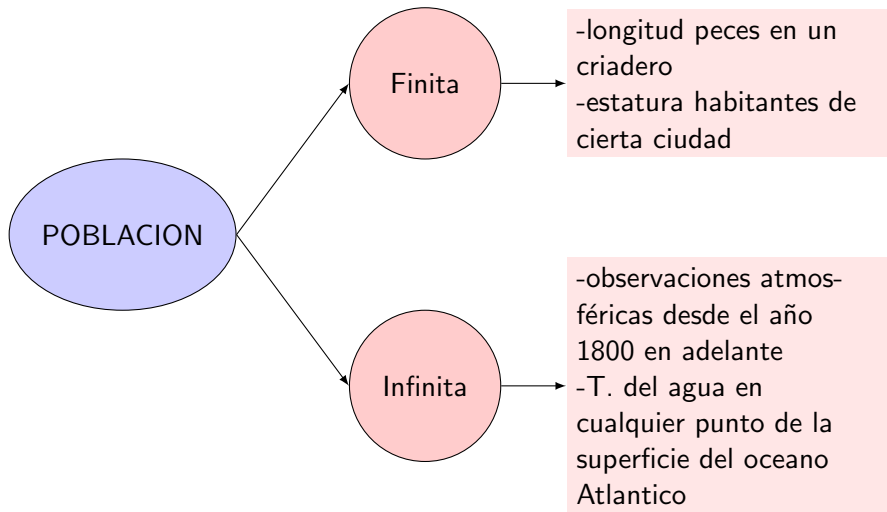 POBLACION
Finita
-longitud peces en un
criadero
-estatura habitantes de
cierta ciudad
Infinita
-observaciones atmos-
féricas desde el año
1800 en adelante
-T. del agua en
cualquier punto de la
superficie del oceano
Atlantico